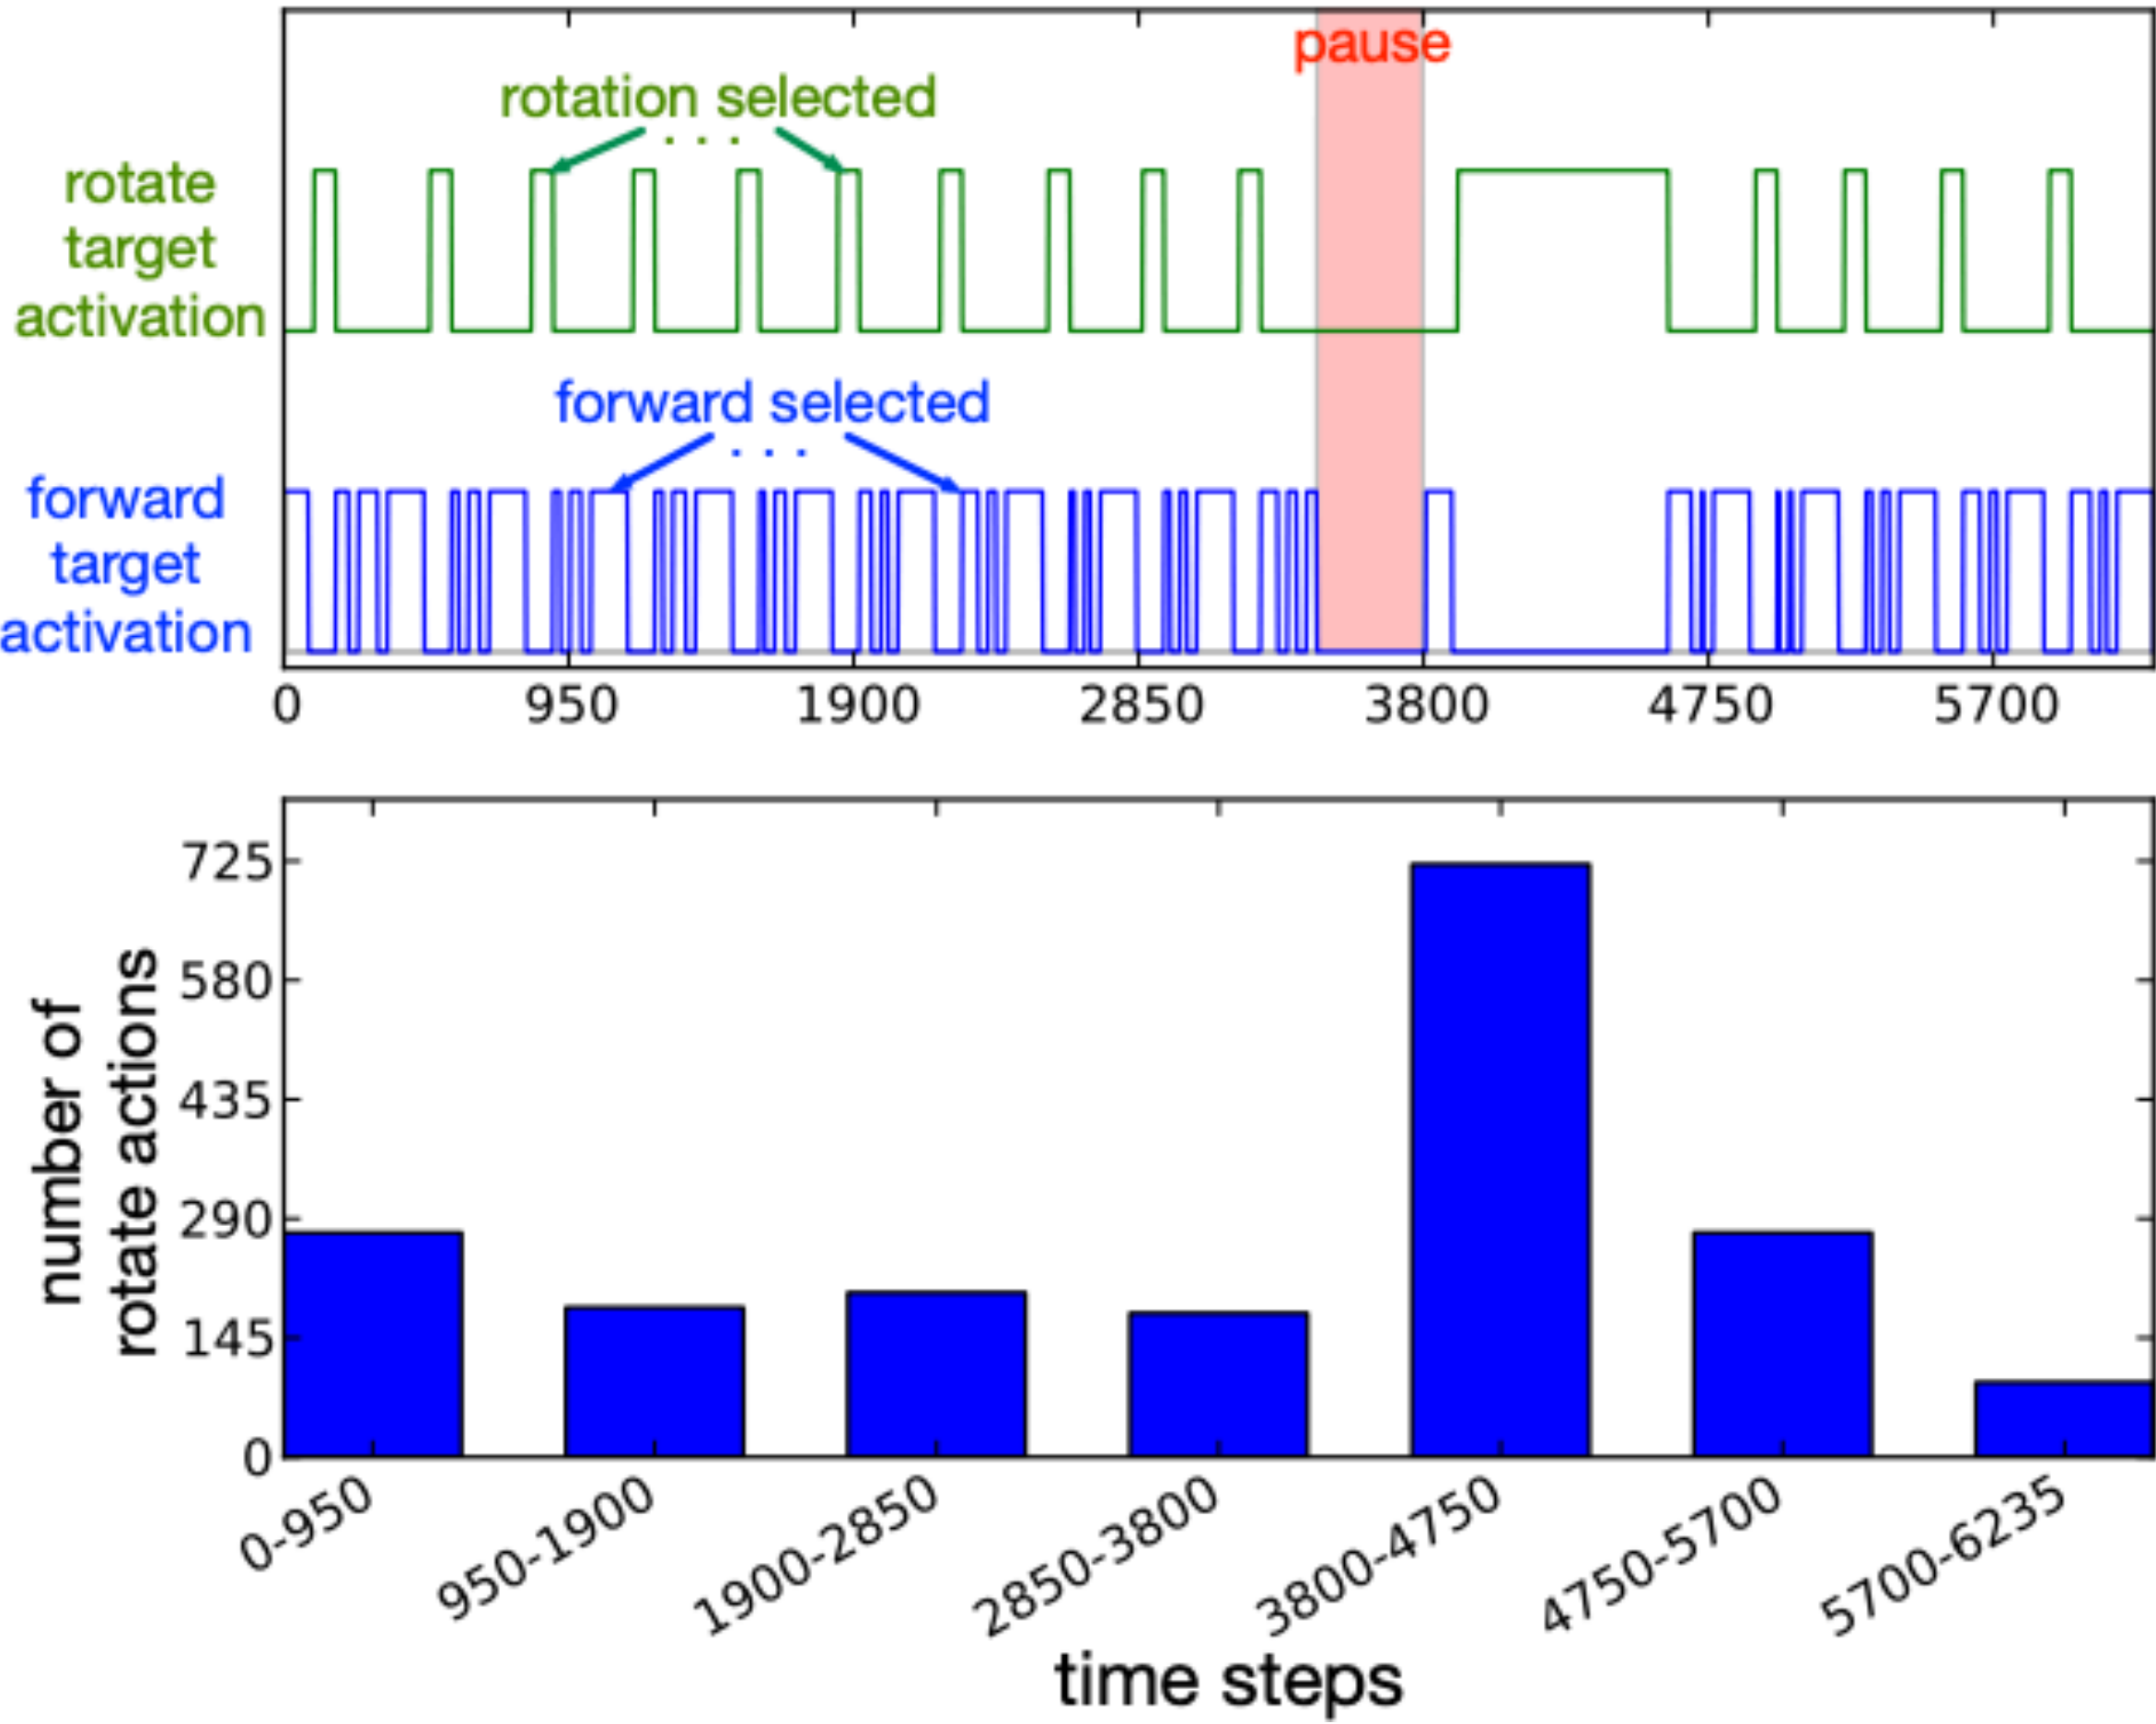 pause
rotation selected
. . .
rotate
target
activation
forward selected
. . .
forward
target
activation
0 950 1900 2850 3800 4750 5700
725
580
435
290
145
0
number of
rotate actions
0-950 950-1900 1900-2850 2850-3800 3800-4750 4750-5700 5700-6235
time steps